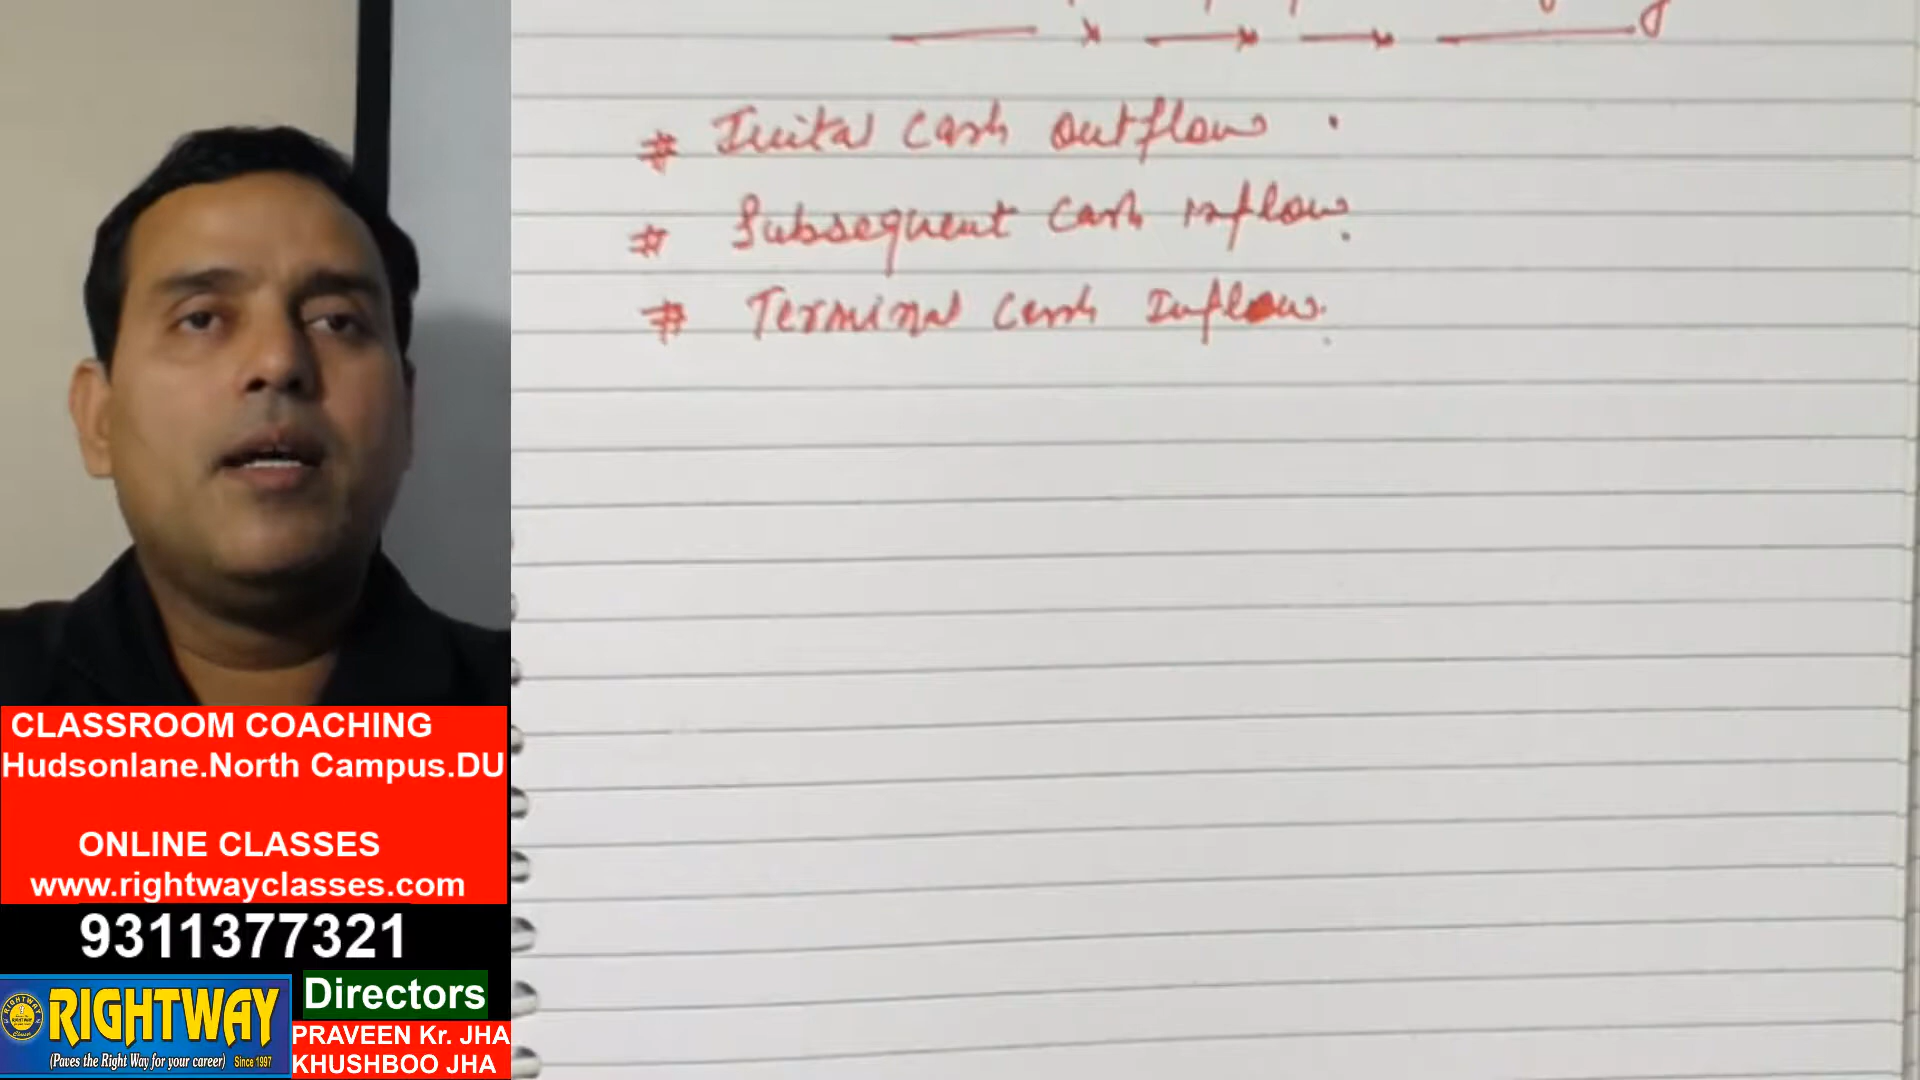 # Inital Cash Outflow .
# Subsequent Cash inflow.
# Terminal Cash Inflow.
CLASSROOM COACHING
Hudsonlane.North Campus.DU
ONLINE CLASSES
www.rightwayclasses.com
9311377321
RIGHTWAY
(Paves the Right Way for your career) Since 1997
Directors
PRAVEEN Kr. JHA
KHUSHBOO JHA